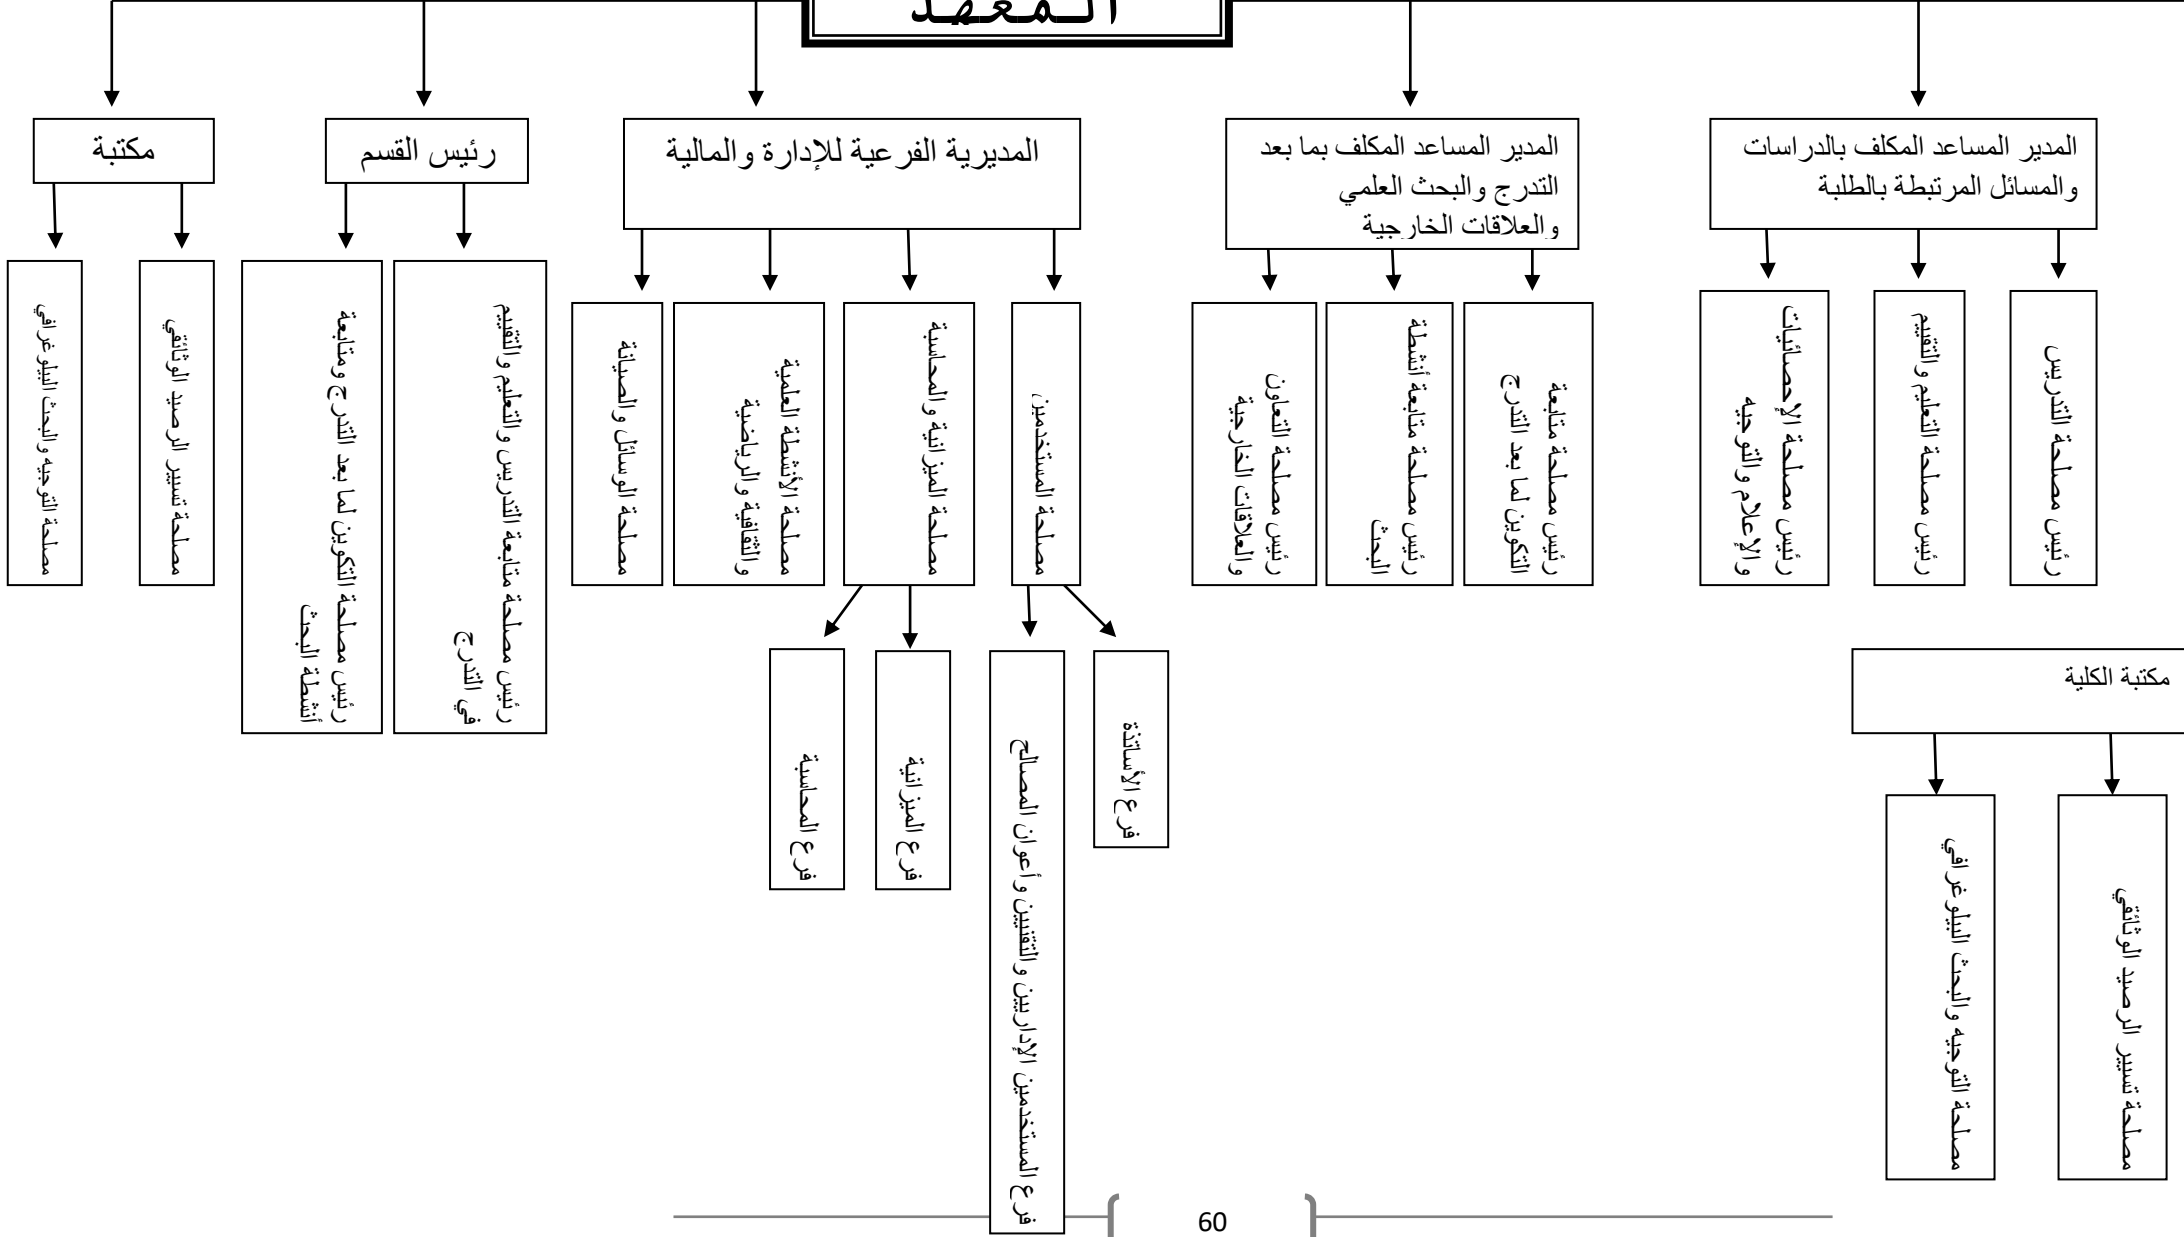 المعهد
المدير المساعد المكلف بالدراسات
والمسائل المرتبطة بالطلبة
المدير المساعد المكلف بما بعد
التدرج والبحث العلمي
والعلاقات الخارجية
المديرية الفرعية للإدارة والمالية
رئيس القسم
مكتبة
رئيس مصلحة التدريس
رئيس مصلحة التعليم والتقييم
رئيس مصلحة الإحصائيات
والإعلام والتوجيه
رئيس مصلحة متابعة
التكوين لما بعد التدرج
رئيس مصلحة متابعة أنشطة
البحث
رئيس مصلحة التعاون
والعلاقات الخارجية
مصلحة المستخدمين
مصلحة الميزانية والمحاسبة
مصلحة الأنشطة العلمية
والثقافية والرياضية
مصلحة الوسائل والصيانة
رئيس مصلحة متابعة التدريس والتعليم والتقييم
في التدرج
رئيس مصلحة التكوين لما بعد التدرج ومتابعة
أنشطة البحث
مصلحة تسيير الرصيد الوثائقي
مصلحة التوجيه والبحث البيلوغرافي
فرع الأساتذة
فرع المستخدمين الإداريين والتقنيين وأعوان المصالح
فرع الميزانية
فرع المحاسبة
مكتبة الكلية
مصلحة تسيير الرصيد الوثائقي
مصلحة التوجيه والبحث البيلوغرافي
60